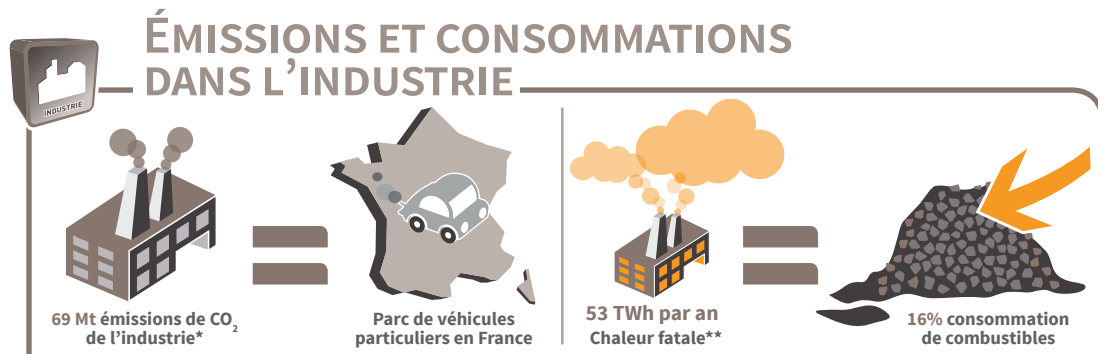 ÉMISSIONS ET CONSOMMATIONS
DANS L'INDUSTRIE
INDUSTRIE
69 Mt émissions de CO₂
de l'industrie*
Parc de véhicules
particuliers en France
53 TWh par an
Chaleur fatale**
16% consommation
de combustibles